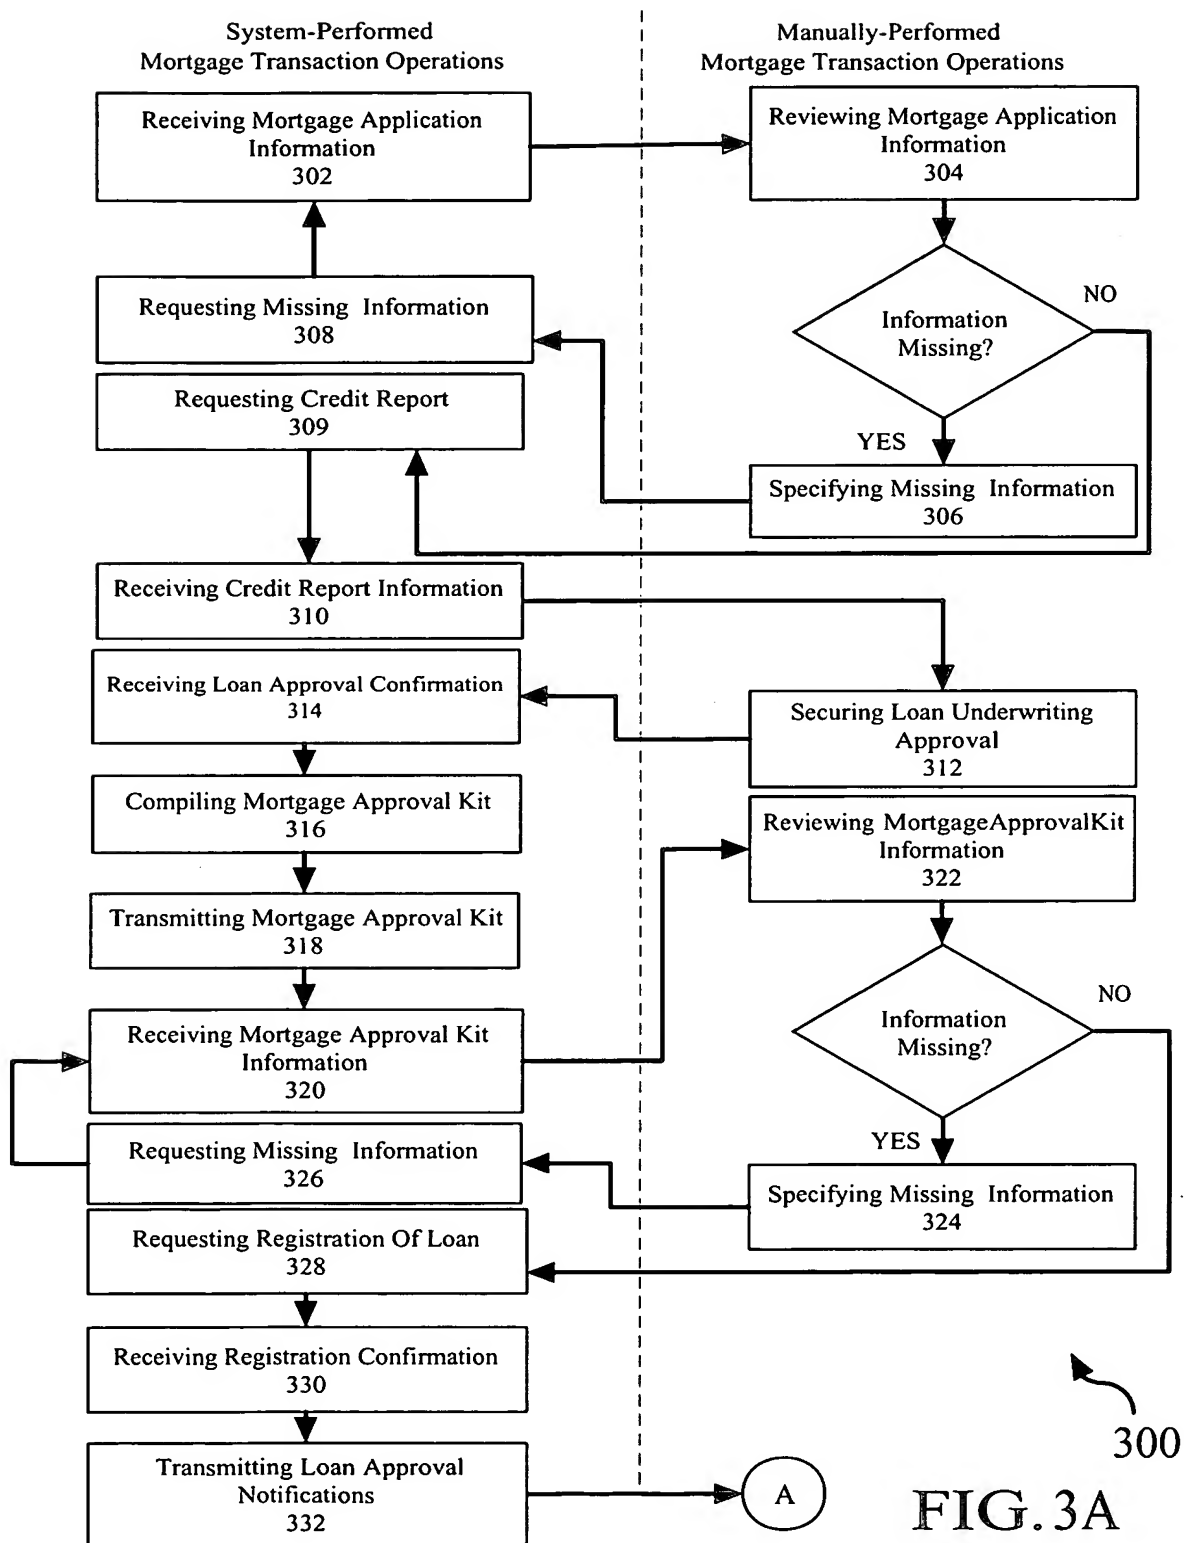 System-Performed
Mortgage Transaction Operations
Manually-Performed
Mortgage Transaction Operations
Receiving Mortgage Application
Information
302
Reviewing Mortgage Application
Information
304
Requesting Missing Information
308
Information
Missing?
NO
YES
Requesting Credit Report
309
Specifying Missing Information
306
Receiving Credit Report Information
310
Receiving Loan Approval Confirmation
314
Securing Loan Underwriting
Approval
312
Compiling Mortgage Approval Kit
316
Reviewing MortgageApprovalKit
Information
322
Transmitting Mortgage Approval Kit
318
Information
Missing?
NO
YES
Receiving Mortgage Approval Kit
Information
320
Requesting Missing Information
326
Specifying Missing Information
324
Requesting Registration Of Loan
328
Receiving Registration Confirmation
330
Transmitting Loan Approval
Notifications
332
A
300
FIG. 3A